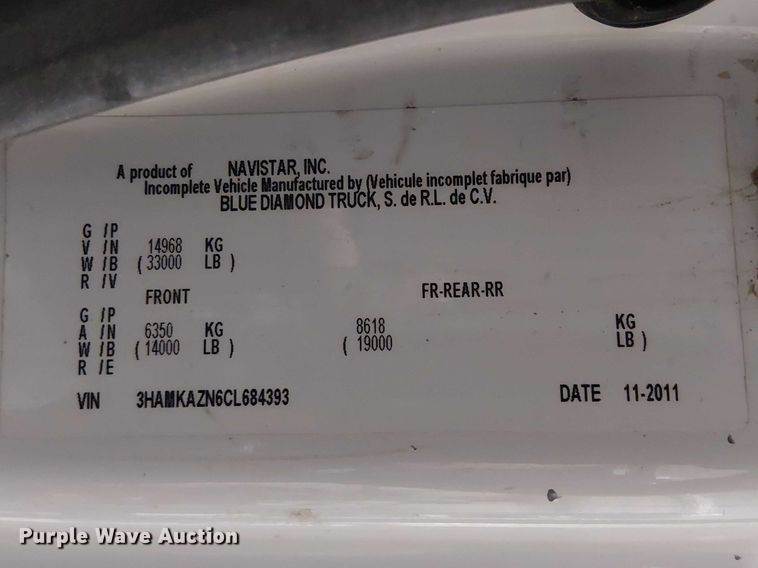 A product of NAVISTAR, INC.
Incomplete Vehicle Manufactured by (Vehicule incomplet fabrique par)
BLUE DIAMOND TRUCK, S. de R.L. de C.V.
G /P
V /N 14968 KG
W /B ( 33000 LB )
R /V
FRONT FR-REAR-RR
G /P
A /N 6350 KG 8618 KG
W /B ( 14000 LB ) ( 19000 LB )
R /E
VIN 3HAMKAZN6CL684393 DATE 11-2011
Purple Wave Auction